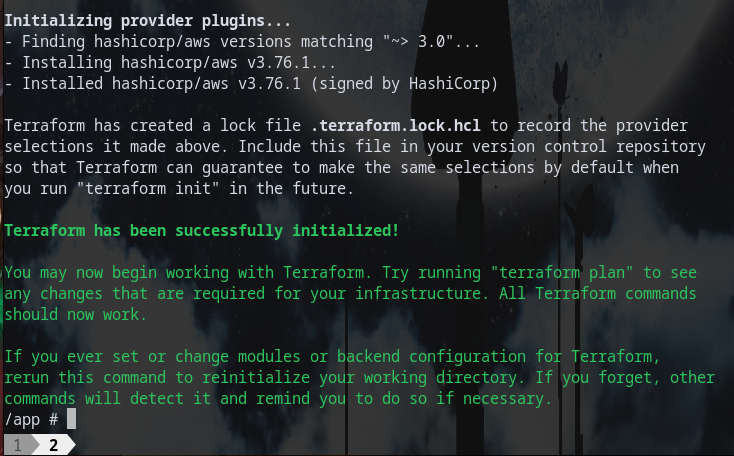 Initializing provider plugins...
- Finding hashicorp/aws versions matching "~> 3.0"...
- Installing hashicorp/aws v3.76.1...
- Installed hashicorp/aws v3.76.1 (signed by HashiCorp)
Terraform has created a lock file .terraform.lock.hcl to record the provider
selections it made above. Include this file in your version control repository
so that Terraform can guarantee to make the same selections by default when
you run "terraform init" in the future.
Terraform has been successfully initialized!
You may now begin working with Terraform. Try running "terraform plan" to see
any changes that are required for your infrastructure. All Terraform commands
should now work.
If you ever set or change modules or backend configuration for Terraform,
rerun this command to reinitialize your working directory. If you forget, other
commands will detect it and remind you to do so if necessary.
/app #
1 2